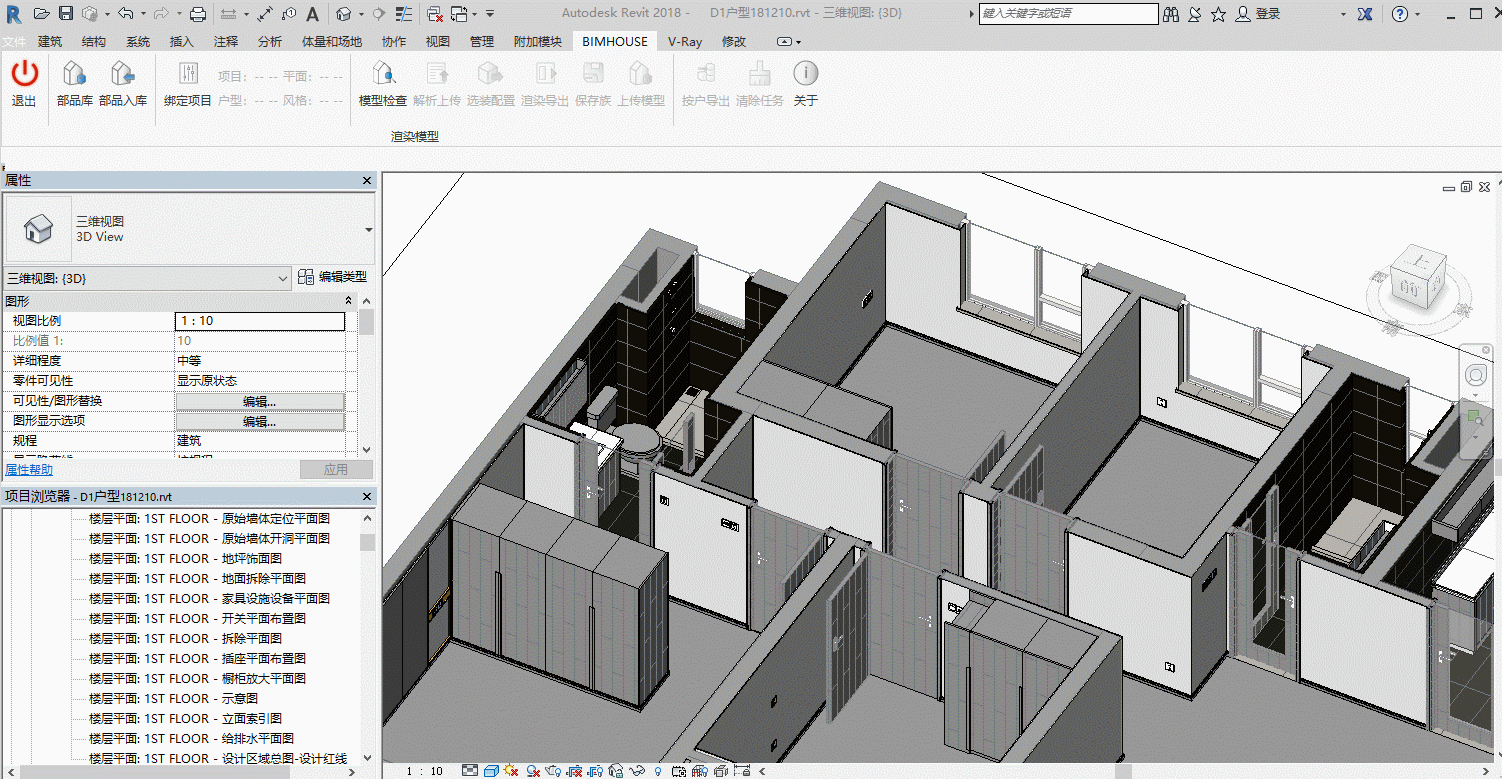 Autodesk Revit 2018 - D1户型181210.rvt - 三维视图: {3D}
键入关键字或短语
登录
文件 建筑 结构 系统 插入 注释 分析 体量和场地 协作 视图 管理 附加模块 BIMHOUSE V-Ray 修改
项目: -- -- 平面: -- --
退出 部品库 部品入库 绑定项目 户型: -- -- 风格: -- -- 模型检查 解析上传 选装配置 渲染导出 保存族 上传模型 按户导出 清除任务 关于
渲染模型
属性
三维视图
3D View
三维视图: {3D} 编辑类型
图形
视图比例 1 : 10
比例值 1: 10
详细程度 中等
零件可见性 显示原状态
可见性/图形替换 编辑...
图形显示选项 编辑...
规程 建筑
属性帮助 应用
项目浏览器 - D1户型181210.rvt
楼层平面: 1ST FLOOR - 原始墙体定位平面图
楼层平面: 1ST FLOOR - 原始墙体开洞平面图
楼层平面: 1ST FLOOR - 地坪饰面图
楼层平面: 1ST FLOOR - 地面拆除平面图
楼层平面: 1ST FLOOR - 家具设施设备平面图
楼层平面: 1ST FLOOR - 开关平面布置图
楼层平面: 1ST FLOOR - 拆除平面图
楼层平面: 1ST FLOOR - 插座平面布置图
楼层平面: 1ST FLOOR - 橱柜放大平面图
楼层平面: 1ST FLOOR - 示意图
楼层平面: 1ST FLOOR - 立面索引图
楼层平面: 1ST FLOOR - 给排水平面图
楼层平面: 1ST FLOOR - 设计区域总图-设计红线
上
前
1 : 10